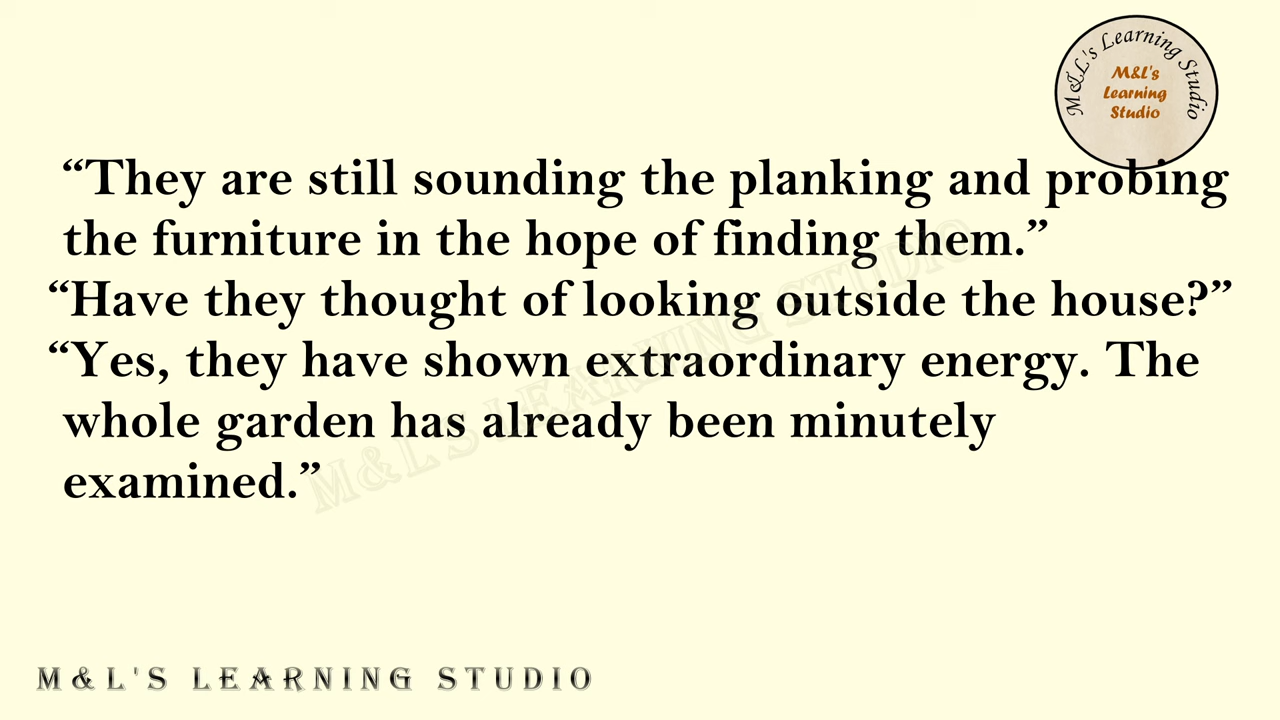 M&L's Learning Studio
M&L's
Learning
Studio
“They are still sounding the planking and probing
the furniture in the hope of finding them.”
“Have they thought of looking outside the house?”
“Yes, they have shown extraordinary energy. The
whole garden has already been minutely
examined.”
M&L'S LEARNING STUDIO
M&L'S LEARNING STUDIO